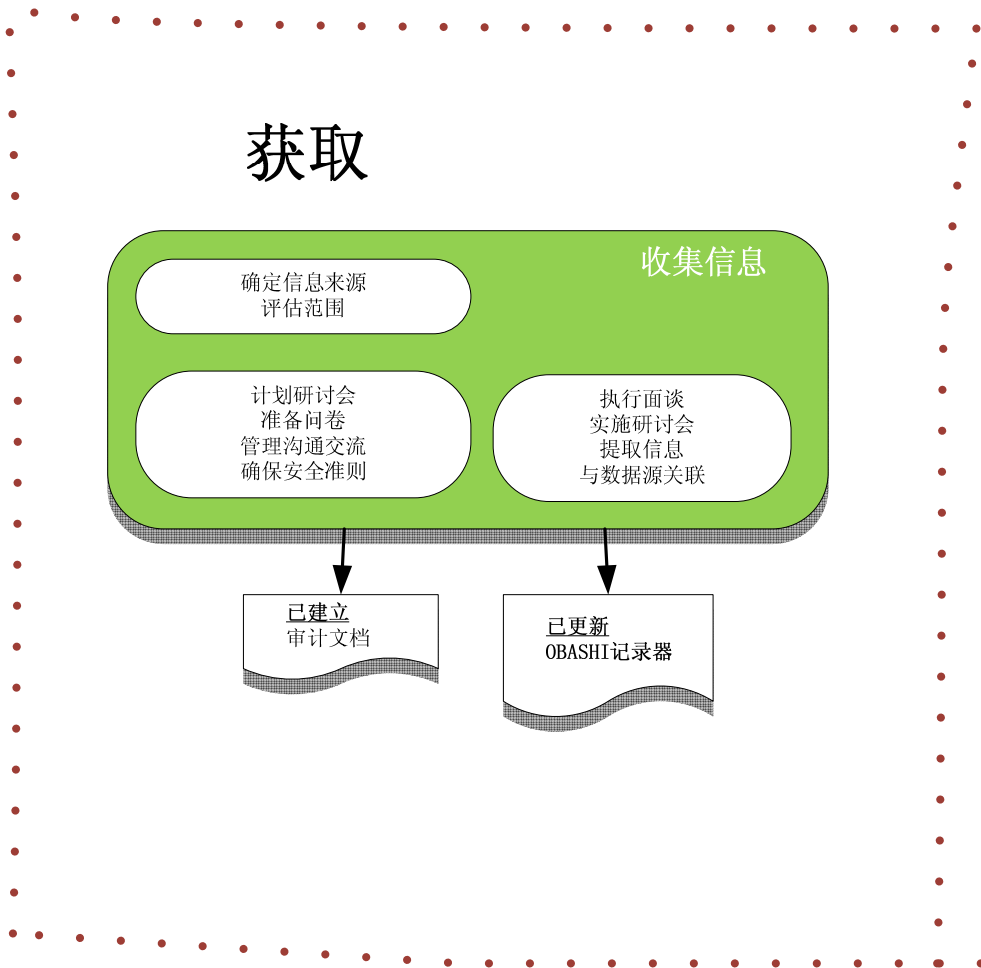 获取
收集信息
确定信息来源
评估范围
计划研讨会
准备问卷
管理沟通交流
确保安全准则
执行面谈
实施研讨会
提取信息
与数据源关联
已建立
审计文档
已更新
OBASHI记录器